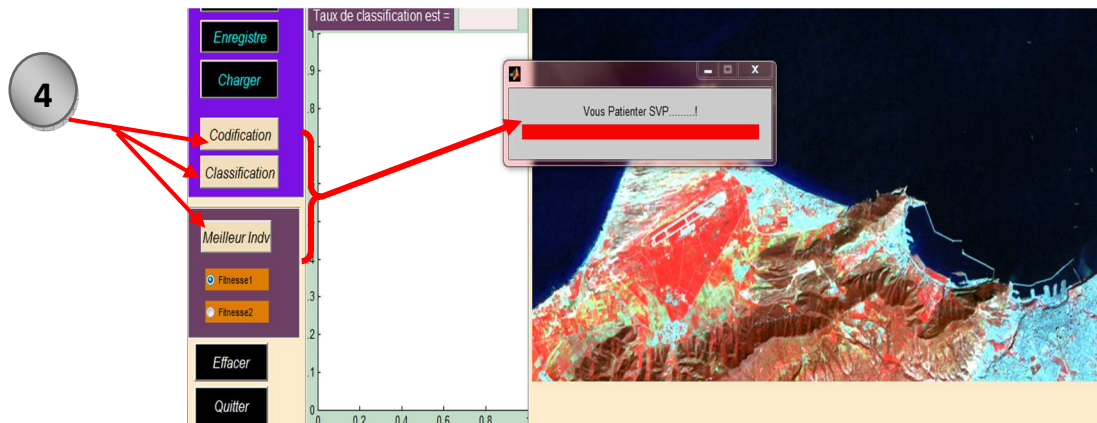 4
Enregistre
Charger
Codification
Classification
Meilleur Indv
Fitnesse1
Fitnesse2
Effacer
Quitter
Taux de classification est =
1
.9
.8
.4
.3
.2
.1
0
0
0.2
0.4
0.6
0.8
1
x
Vous Patienter SVP.........!